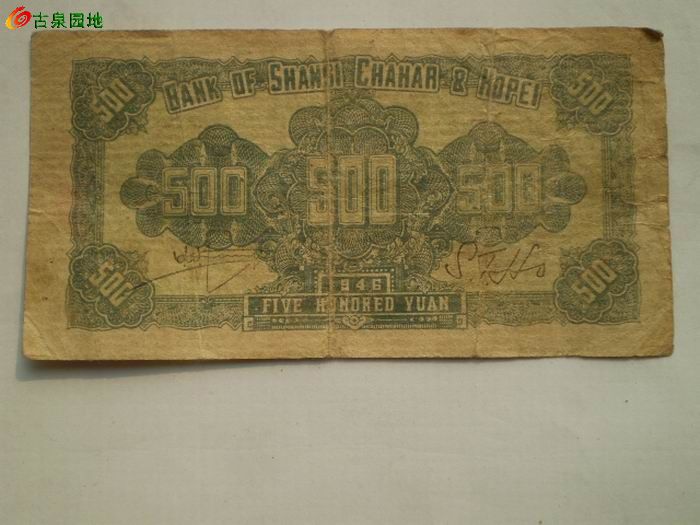 古泉园地
500 500
BANK OF SHANSI CHAHAR & HOPEI
500 500 500
500 1946 500
FIVE HUNDRED YUAN